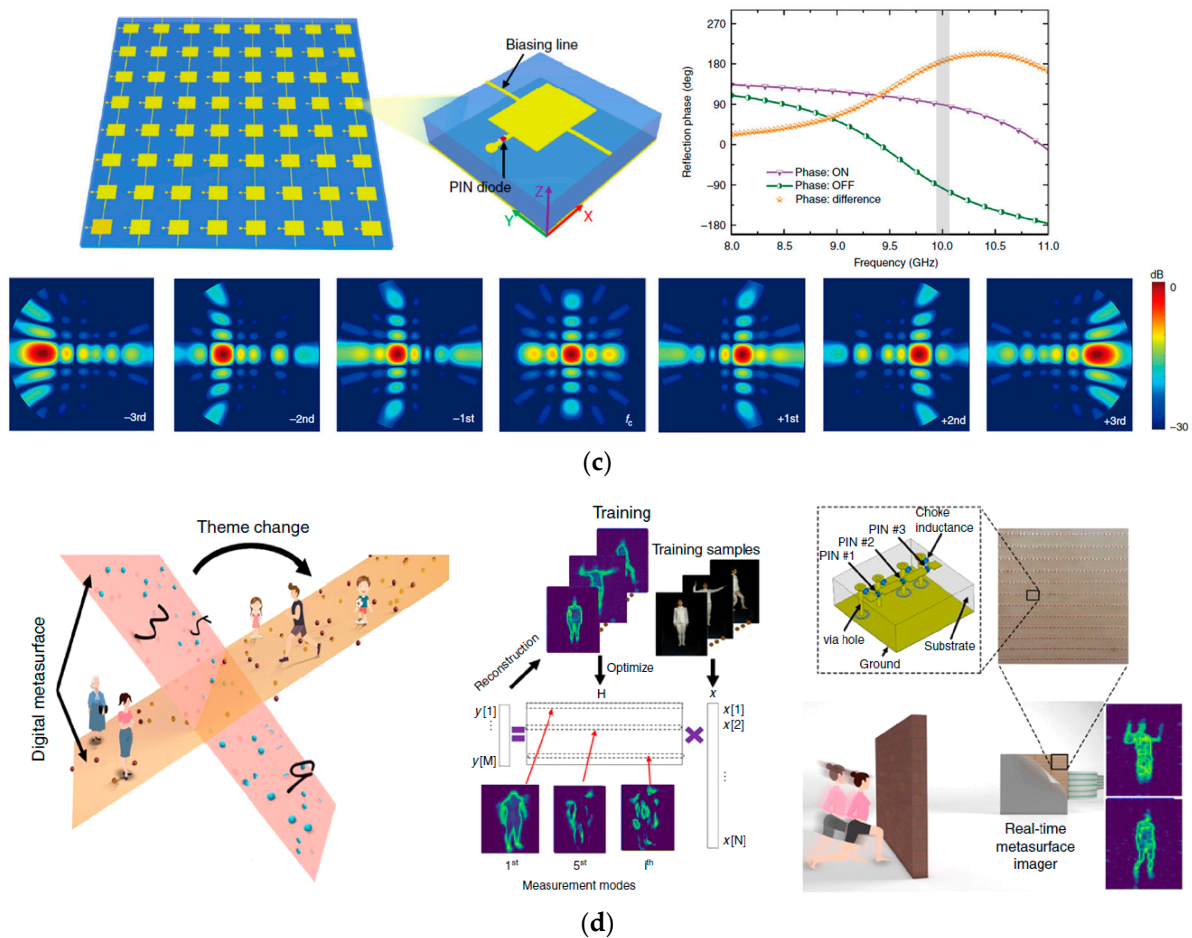 Biasing line
PIN diode
Z
Y
X
Reflection phase (deg)
270
180
90
0
−90
−180
Phase: ON
Phase: OFF
Phase: difference
8.0 8.5 9.0 9.5 10.0 10.5 11.0
Frequency (GHz)
−3rd
−2nd
−1st
fc
+1st
+2nd
+3rd
dB
0
−30
(c)
Theme change
Digital metasurface
Training
Training samples
Reconstruction
Optimize
H
x
y[1]
⋮
y[M]
x[1]
x[2]
⋮
x[N]
1st
5st
ith
Measurement modes
Choke
inductance
PIN #3
PIN #2
PIN #1
via hole
Substrate
Ground
Real-time
metasurface
imager
(d)